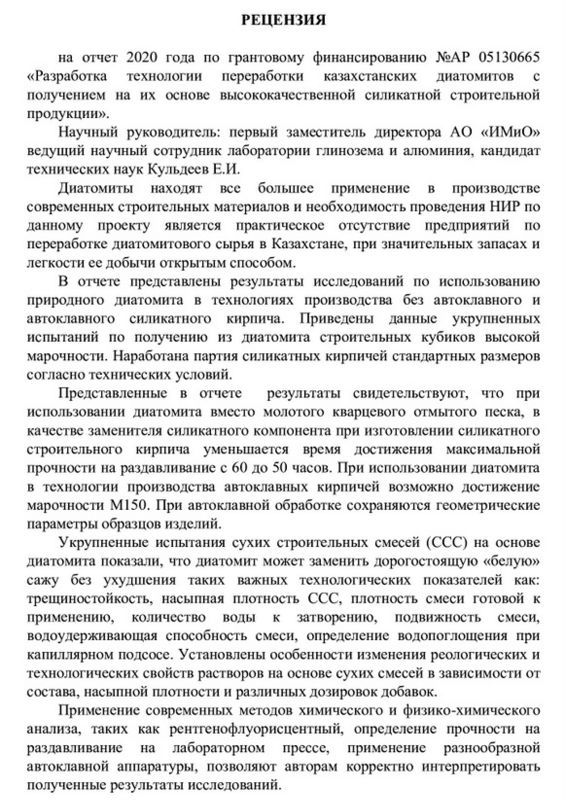 РЕЦЕНЗИЯ
на отчет 2020 года по грантовому финансированию №АР 05130665
«Разработка технологии переработки казахстанских диатомитов с
получением на их основе высококачественной силикатной строительной
продукции».
Научный руководитель: первый заместитель директора АО «ИМиО»
ведущий научный сотрудник лаборатории глинозема и алюминия, кандидат
технических наук Кульдеев Е.И.
Диатомиты находят все большее применение в производстве
современных строительных материалов и необходимость проведения НИР по
данному проекту является практическое отсутствие предприятий по
переработке диатомитового сырья в Казахстане, при значительных запасах и
легкости ее добычи открытым способом.
В отчете представлены результаты исследований по использованию
природного диатомита в технологиях производства без автоклавного и
автоклавного силикатного кирпича. Приведены данные укрупненных
испытаний по получению из диатомита строительных кубиков высокой
марочности. Наработана партия силикатных кирпичей стандартных размеров
согласно технических условий.
Представленные в отчете результаты свидетельствуют, что при
использовании диатомита вместо молотого кварцевого отмытого песка, в
качестве заменителя силикатного компонента при изготовлении силикатного
строительного кирпича уменьшается время достижения максимальной
прочности на раздавливание с 60 до 50 часов. При использовании диатомита
в технологии производства автоклавных кирпичей возможно достижение
марочности М150. При автоклавной обработке сохраняются геометрические
параметры образцов изделий.
Укрупненные испытания сухих строительных смесей (ССС) на основе
диатомита показали, что диатомит может заменить дорогостоящую «белую»
сажу без ухудшения таких важных технологических показателей как:
трещиностойкость, насыпная плотность ССС, плотность смеси готовой к
применению, количество воды к затворению, подвижность смеси,
водоудерживающая способность смеси, определение водопоглощения при
капиллярном подсосе. Установлены особенности изменения реологических и
технологических свойств растворов на основе сухих смесей в зависимости от
состава, насыпной плотности и различных дозировок добавок.
Применение современных методов химического и физико-химического
анализа, таких как рентгенофлуорисцентный, определение прочности на
раздавливание на лабораторном прессе, применение разнообразной
автоклавной аппаратуры, позволяют авторам корректно интерпретировать
полученные результаты исследований.